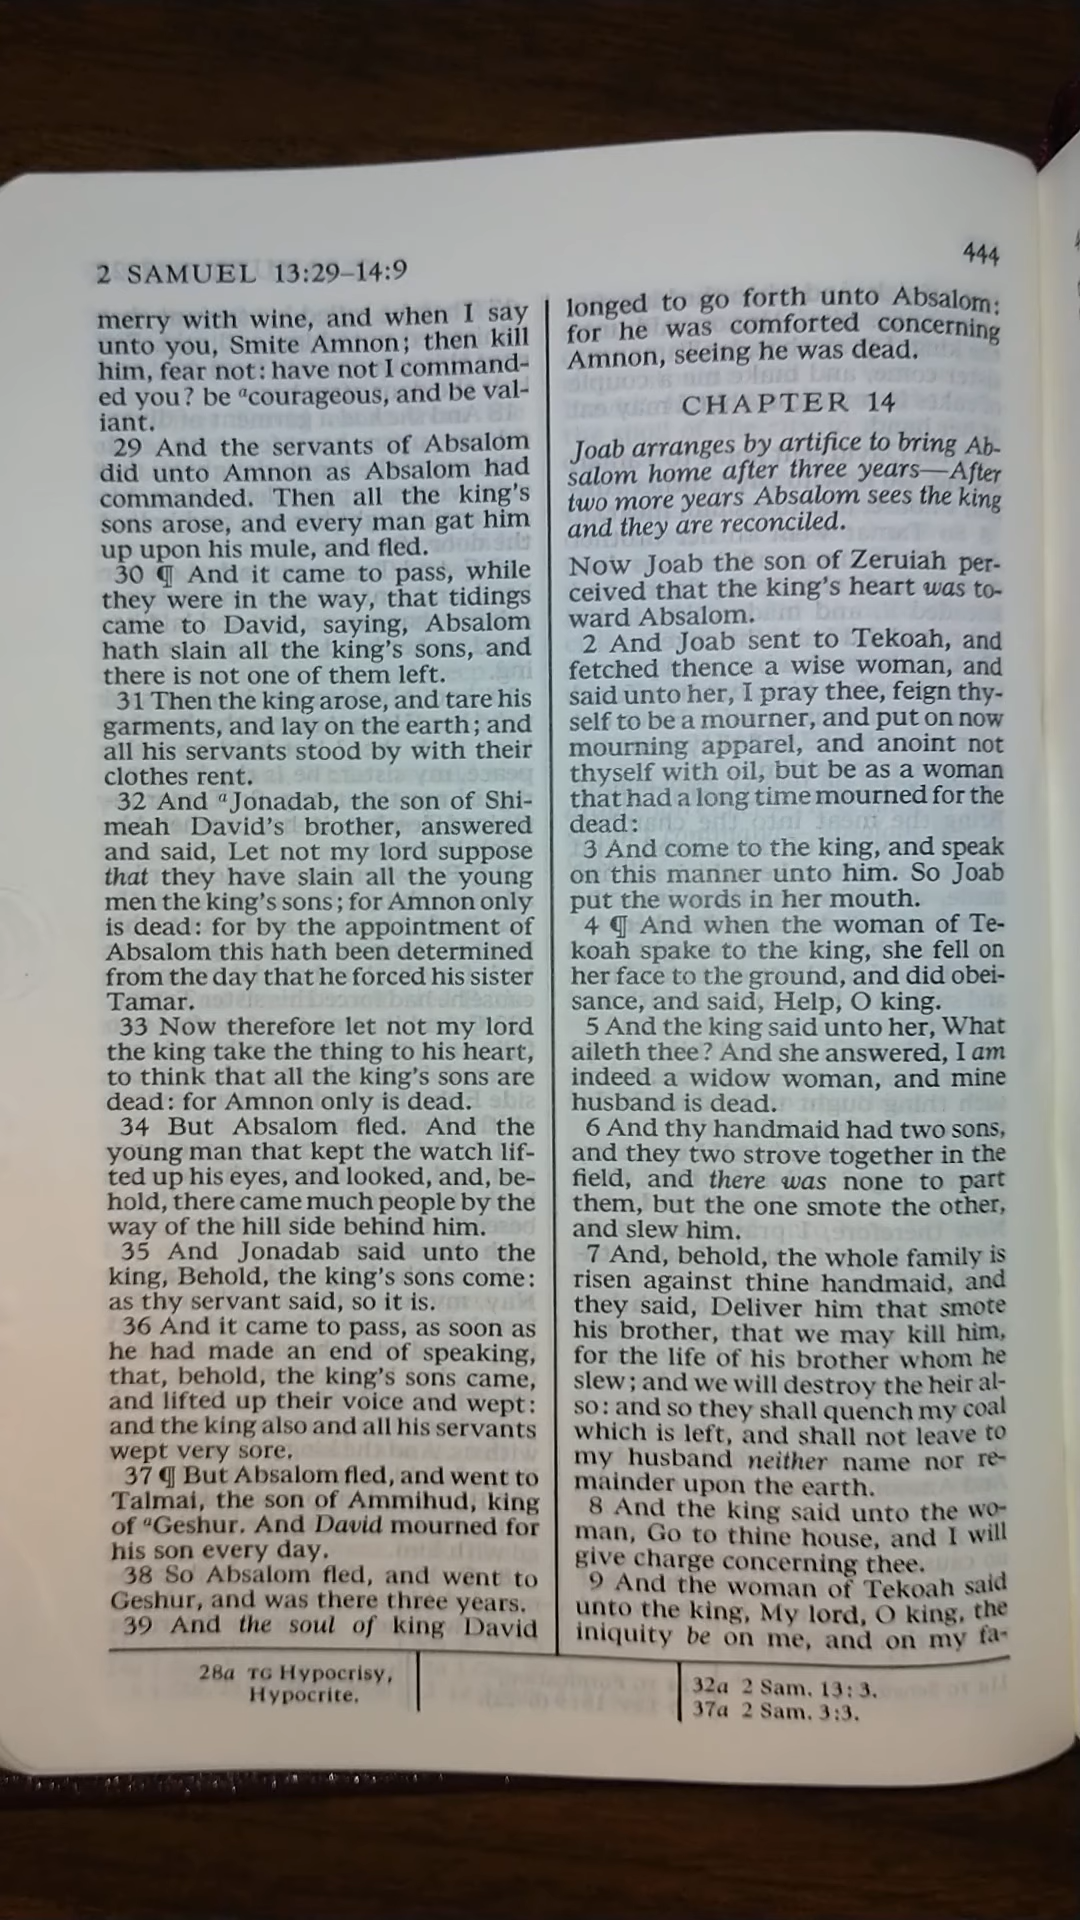 2 SAMUEL 13:29–14:9
444
merry with wine, and when I say
unto you, Smite Amnon; then kill
him, fear not: have not I command-
ed you? be ᵃcourageous, and be val-
iant.
29 And the servants of Absalom
did unto Amnon as Absalom had
commanded. Then all the king's
sons arose, and every man gat him
up upon his mule, and fled.
30 ¶ And it came to pass, while
they were in the way, that tidings
came to David, saying, Absalom
hath slain all the king's sons, and
there is not one of them left.
31 Then the king arose, and tare his
garments, and lay on the earth; and
all his servants stood by with their
clothes rent.
32 And ᵃJonadab, the son of Shi-
meah David's brother, answered
and said, Let not my lord suppose
that they have slain all the young
men the king's sons; for Amnon only
is dead: for by the appointment of
Absalom this hath been determined
from the day that he forced his sister
Tamar.
33 Now therefore let not my lord
the king take the thing to his heart,
to think that all the king's sons are
dead: for Amnon only is dead.
34 But Absalom fled. And the
young man that kept the watch lif-
ted up his eyes, and looked, and, be-
hold, there came much people by the
way of the hill side behind him.
35 And Jonadab said unto the
king, Behold, the king's sons come:
as thy servant said, so it is.
36 And it came to pass, as soon as
he had made an end of speaking,
that, behold, the king's sons came,
and lifted up their voice and wept:
and the king also and all his servants
wept very sore.
37 ¶ But Absalom fled, and went to
Talmai, the son of Ammihud, king
of ᵃGeshur. And David mourned for
his son every day.
38 So Absalom fled, and went to
Geshur, and was there three years.
39 And the soul of king David
longed to go forth unto Absalom:
for he was comforted concerning
Amnon, seeing he was dead.
CHAPTER 14
Joab arranges by artifice to bring Ab-
salom home after three years—After
two more years Absalom sees the king
and they are reconciled.
Now Joab the son of Zeruiah per-
ceived that the king's heart was to-
ward Absalom.
2 And Joab sent to Tekoah, and
fetched thence a wise woman, and
said unto her, I pray thee, feign thy-
self to be a mourner, and put on now
mourning apparel, and anoint not
thyself with oil, but be as a woman
that had a long time mourned for the
dead:
3 And come to the king, and speak
on this manner unto him. So Joab
put the words in her mouth.
4 ¶ And when the woman of Te-
koah spake to the king, she fell on
her face to the ground, and did obei-
sance, and said, Help, O king.
5 And the king said unto her, What
aileth thee? And she answered, I am
indeed a widow woman, and mine
husband is dead.
6 And thy handmaid had two sons,
and they two strove together in the
field, and there was none to part
them, but the one smote the other,
and slew him.
7 And, behold, the whole family is
risen against thine handmaid, and
they said, Deliver him that smote
his brother, that we may kill him,
for the life of his brother whom he
slew; and we will destroy the heir al-
so: and so they shall quench my coal
which is left, and shall not leave to
my husband neither name nor re-
mainder upon the earth.
8 And the king said unto the wo-
man, Go to thine house, and I will
give charge concerning thee.
9 And the woman of Tekoah said
unto the king, My lord, O king, the
iniquity be on me, and on my fa-
28a TG Hypocrisy,
Hypocrite.
32a 2 Sam. 13:3.
37a 2 Sam. 3:3.